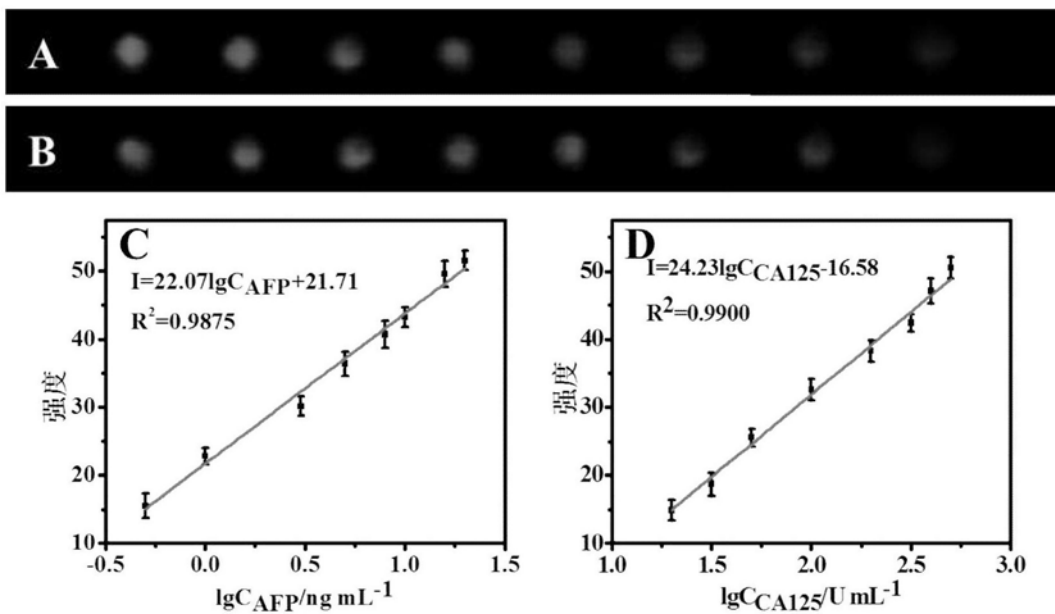 A
B
C
I=22.07lgC_AFP+21.71
R²=0.9875
强度
50
40
30
20
10
-0.5 0.0 0.5 1.0 1.5
lgC_AFP/ng mL⁻¹
D
I=24.23lgC_CA125-16.58
R²=0.9900
强度
50
40
30
20
10
1.0 1.5 2.0 2.5 3.0
lgC_CA125/U mL⁻¹